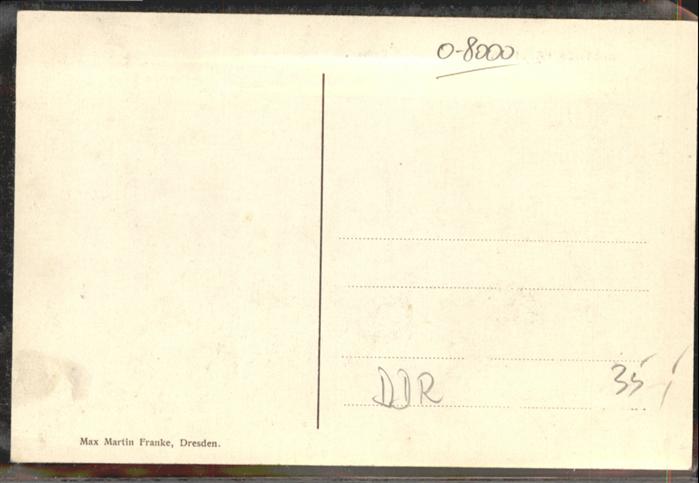 0-8000
DDR
35,-
Max Martin Franke, Dresden.